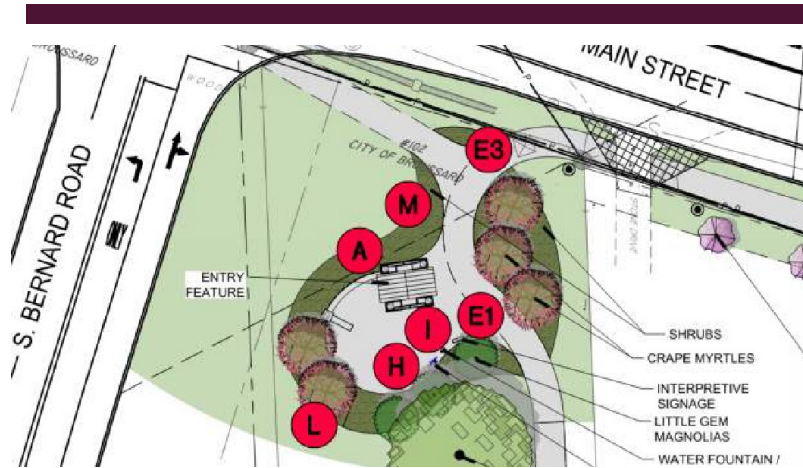 MAIN STREET
S. BERNARD ROAD
CITY OF BROUSSARD
E3
M
A
ENTRY
FEATURE
E1
I
H
L
SHRUBS
CRAPE MYRTLES
INTERPRETIVE
SIGNAGE
LITTLE GEM
MAGNOLIAS
WATER FOUNTAIN /